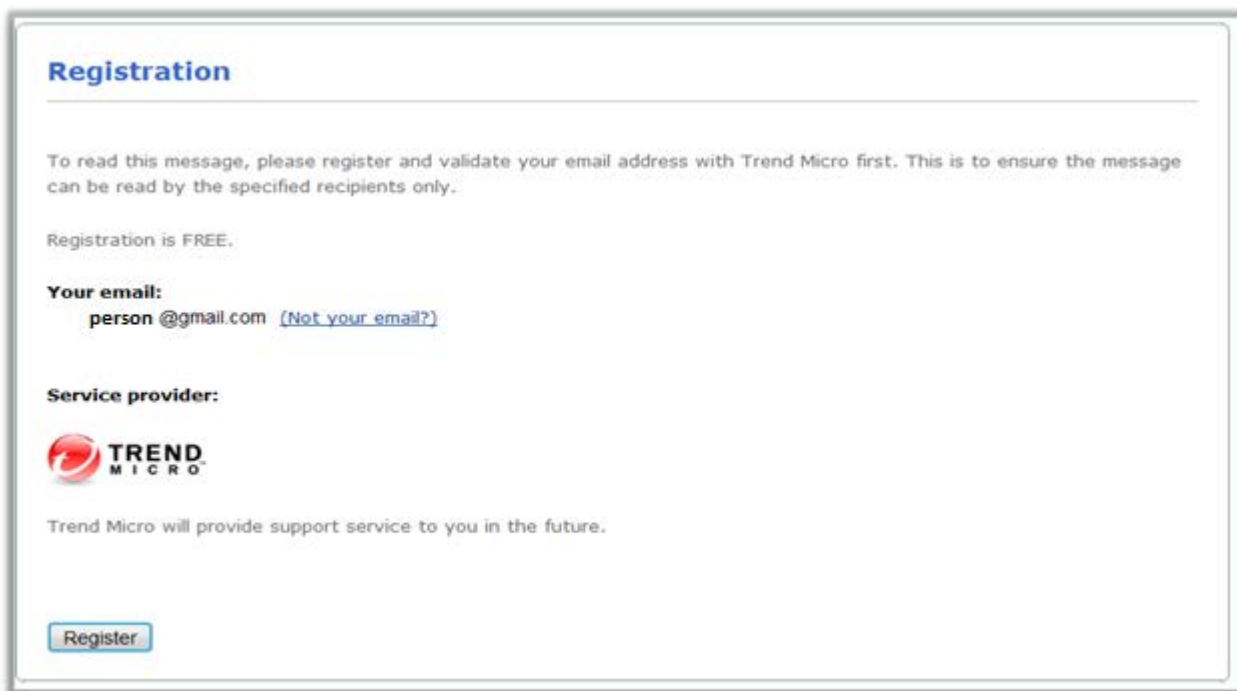 Registration
To read this message, please register and validate your email address with Trend Micro first. This is to ensure the message
can be read by the specified recipients only.
Registration is FREE.
Your email:
person @gmail.com (Not your email?)
Service provider:
TREND
MICRO™
Trend Micro will provide support service to you in the future.
Register